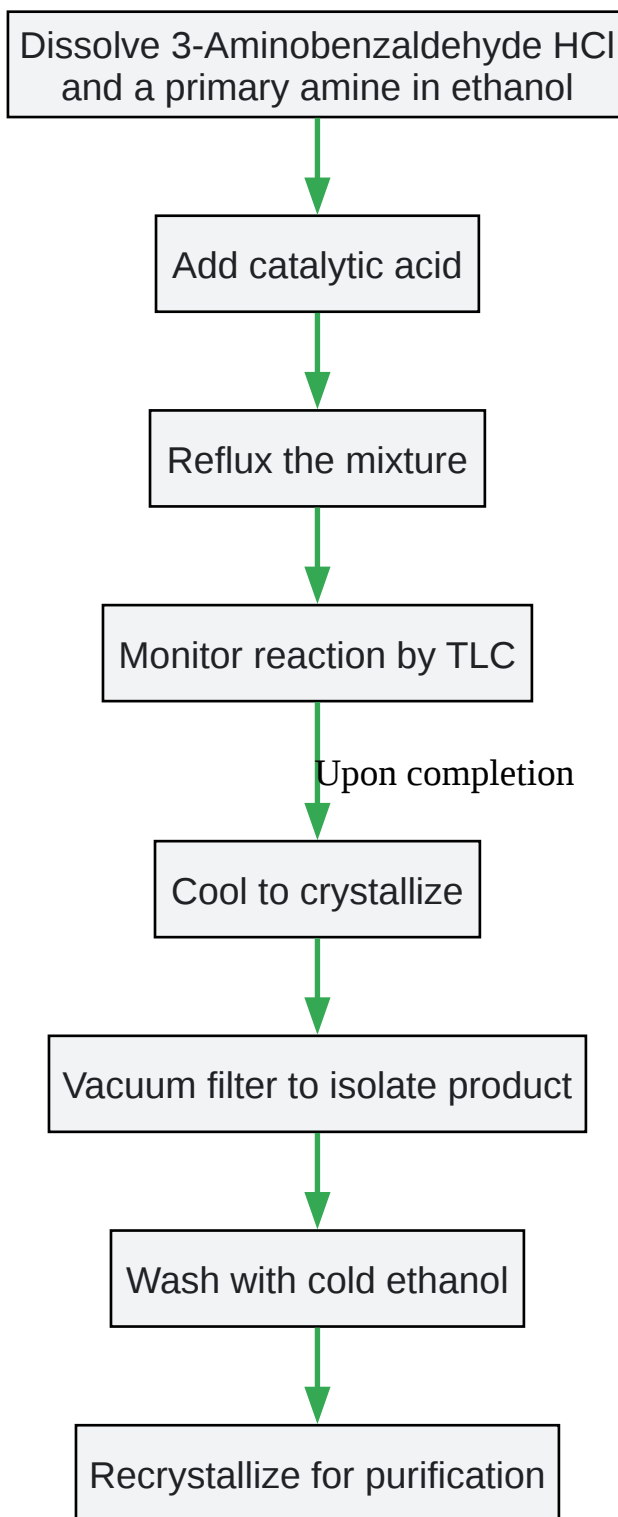 Dissolve 3-Aminobenzaldehyde HCl
and a primary amine in ethanol
Add catalytic acid
Reflux the mixture
Monitor reaction by TLC
Upon completion
Cool to crystallize
Vacuum filter to isolate product
Wash with cold ethanol
Recrystallize for purification